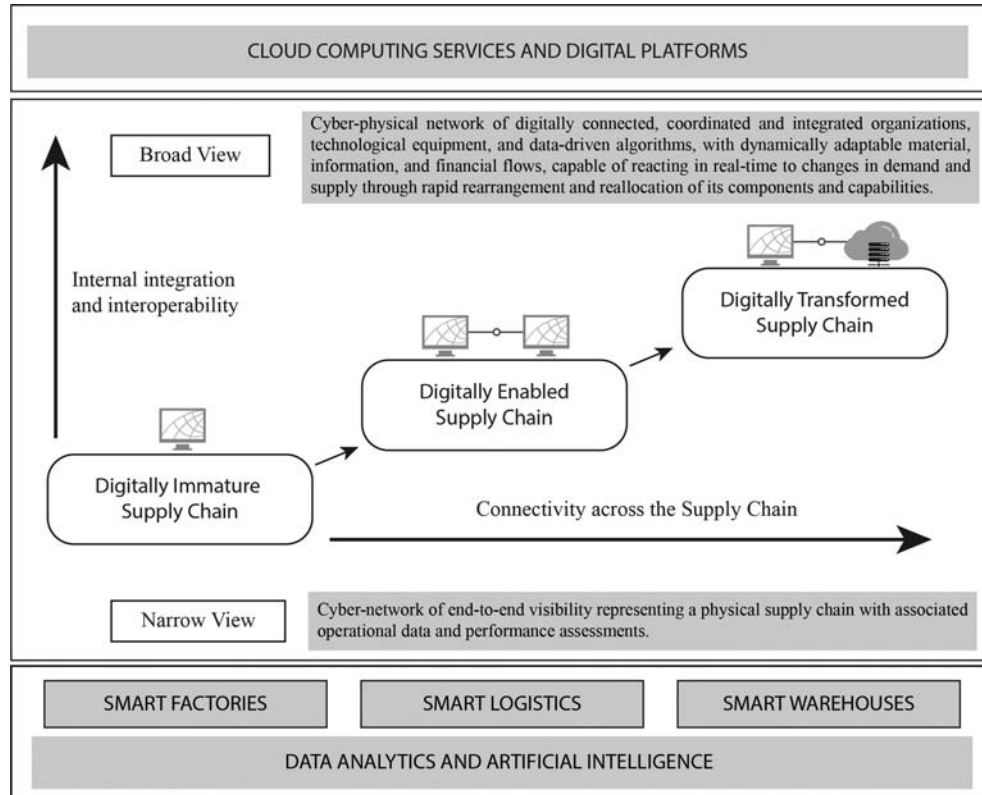 CLOUD COMPUTING SERVICES AND DIGITAL PLATFORMS
Broad View
Cyber-physical network of digitally connected, coordinated and integrated organizations,
technological equipment, and data-driven algorithms, with dynamically adaptable material,
information, and financial flows, capable of reacting in real-time to changes in demand and
supply through rapid rearrangement and reallocation of its components and capabilities.
Internal integration
and interoperability
Digitally Transformed
Supply Chain
Digitally Enabled
Supply Chain
Digitally Immature
Supply Chain
Connectivity across the Supply Chain
Narrow View
Cyber-network of end-to-end visibility representing a physical supply chain with associated
operational data and performance assessments.
SMART FACTORIES
SMART LOGISTICS
SMART WAREHOUSES
DATA ANALYTICS AND ARTIFICIAL INTELLIGENCE